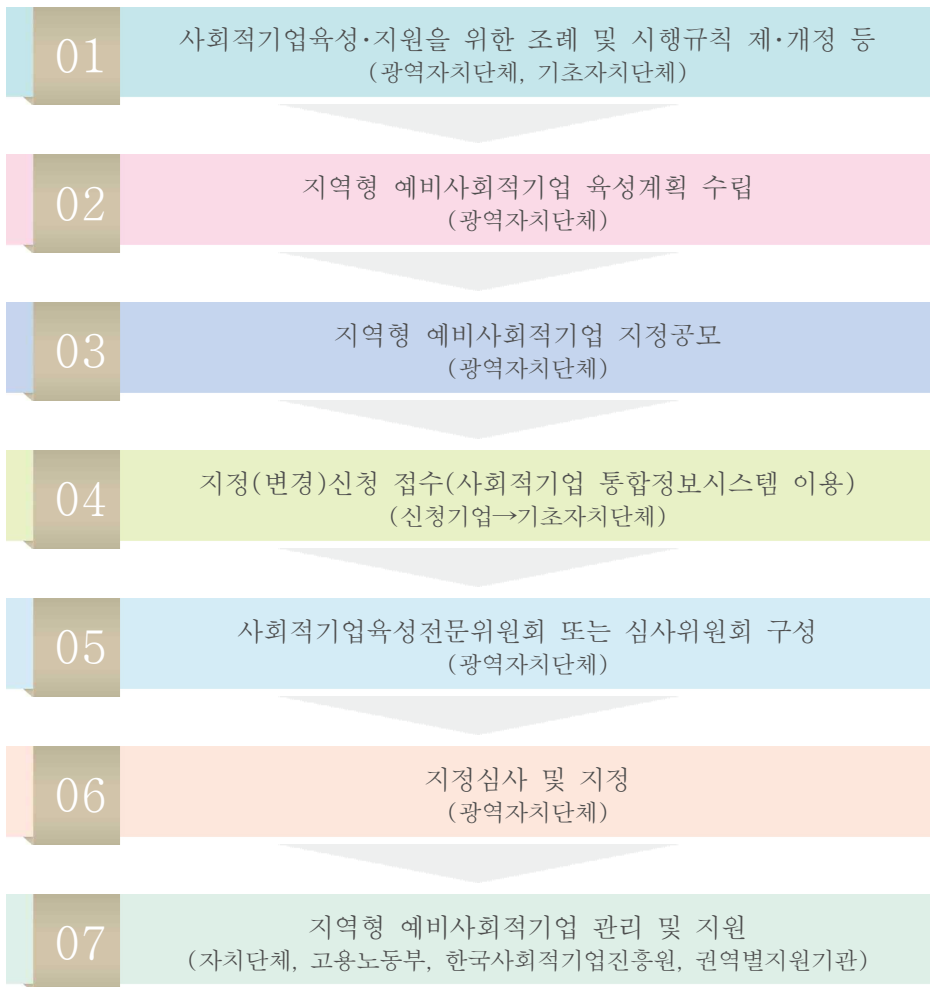 01
사회적기업육성·지원을 위한 조례 및 시행규칙 제·개정 등
(광역자치단체, 기초자치단체)
02
지역형 예비사회적기업 육성계획 수립
(광역자치단체)
03
지역형 예비사회적기업 지정공모
(광역자치단체)
04
지정(변경)신청 접수(사회적기업 통합정보시스템 이용)
(신청기업→기초자치단체)
05
사회적기업육성전문위원회 또는 심사위원회 구성
(광역자치단체)
06
지정심사 및 지정
(광역자치단체)
07
지역형 예비사회적기업 관리 및 지원
(자치단체, 고용노동부, 한국사회적기업진흥원, 권역별지원기관)